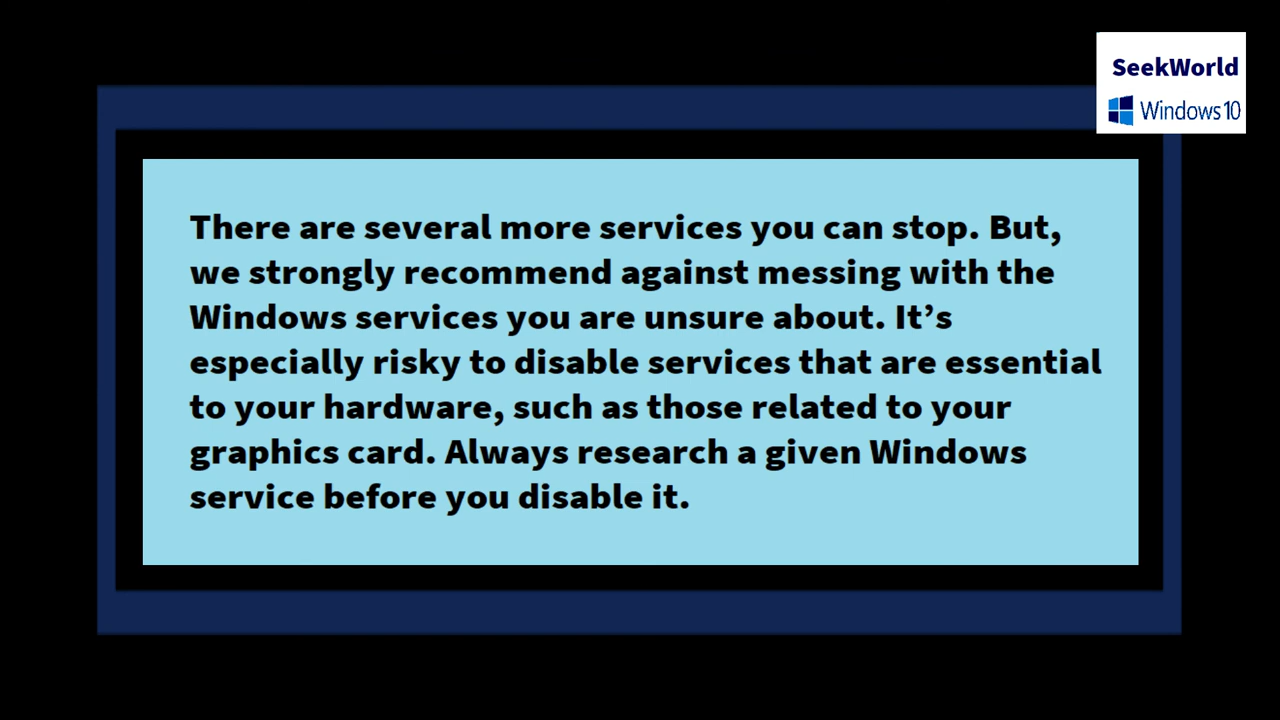 SeekWorld
Windows 10
There are several more services you can stop. But,
we strongly recommend against messing with the
Windows services you are unsure about. It’s
especially risky to disable services that are essential
to your hardware, such as those related to your
graphics card. Always research a given Windows
service before you disable it.